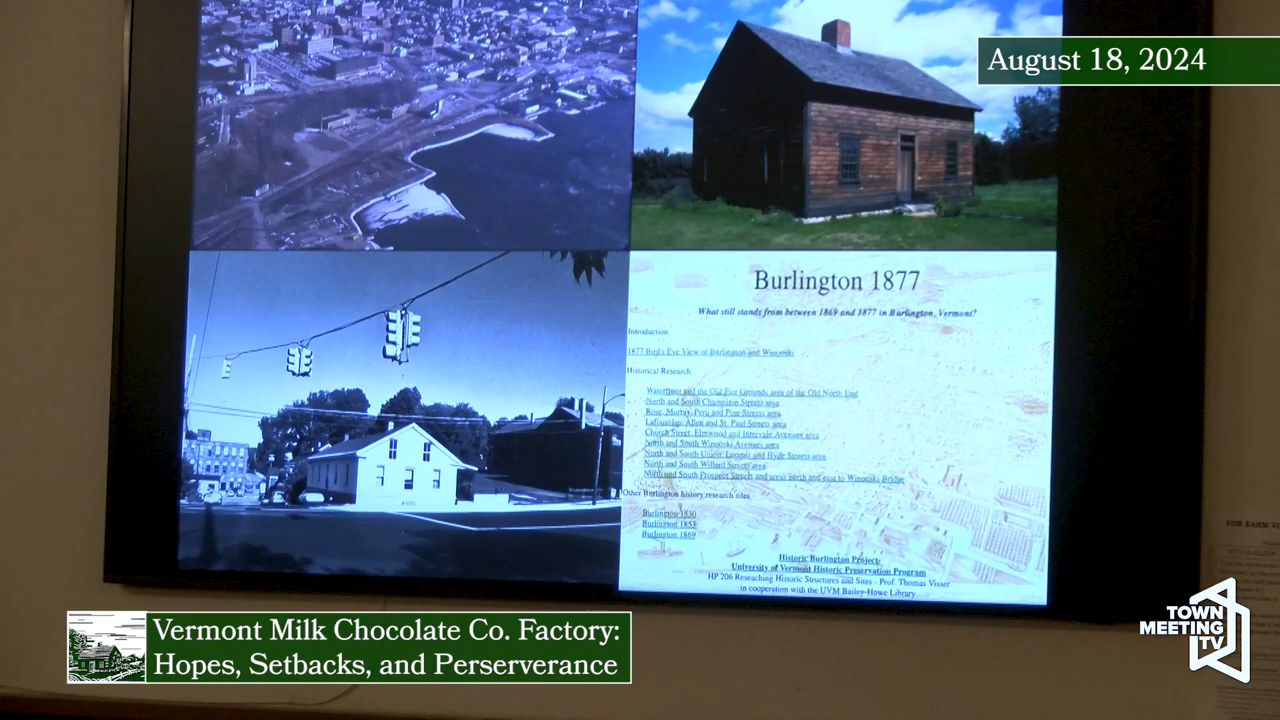 August 18, 2024
Burlington 1877
What still stands from between 1869 and 1877 in Burlington, Vermont?
Introduction
1877 Bird's Eye View of Burlington and Winooski
Historical Research
Waterfront and the Old Fair Grounds area of the Old North End
North and South Champlain Streets area
Rose, Murray, Peru and Pine Streets area
Lafountain, Allen and St. Paul Streets area
Church Street, Elmwood and Intervale Avenues area
North and South Winooski Avenues area
North and South Union, Loomis and Hyde Streets area
North and South Willard Streets area
North and South Prospect Streets and areas north and east to Winooski Bridge
Other Burlington history research sites
Burlington 1830
Burlington 1853
Burlington 1869
Historic Burlington Project
University of Vermont Historic Preservation Program
HP 206 Reseaching Historic Structures and Sites - Prof. Thomas Visser
in cooperation with the UVM Bailey-Howe Library
Vermont Milk Chocolate Co. Factory:
Hopes, Setbacks, and Perserverance
TOWN
MEETING
TV